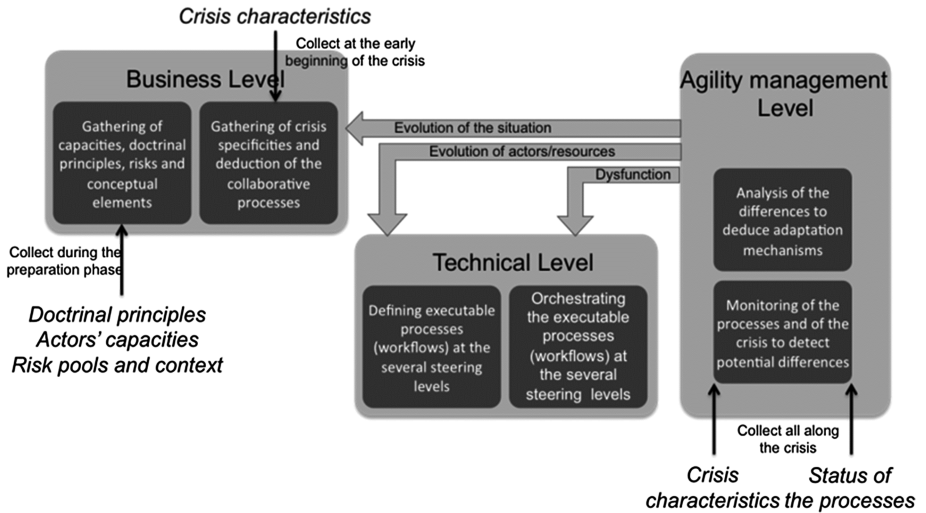 Crisis characteristics
Collect at the early
beginning of the crisis
Business Level
Gathering of
capacities, doctrinal
principles, risks and
conceptual
elements
Gathering of crisis
specificities and
deduction of the
collaborative
processes
Collect during the
preparation phase
Doctrinal principles
Actors’ capacities
Risk pools and context
Evolution of the situation
Evolution of actors/resources
Dysfunction
Technical Level
Defining executable
processes
(workflows) at the
several steering
levels
Orchestrating
the executable
processes
(workflows) at
the several
steering levels
Agility management
Level
Analysis of the
differences to
deduce adaptation
mechanisms
Monitoring of the
processes and of the
crisis to detect
potential differences
Collect all along
the crisis
Crisis
characteristics
Status of
the processes